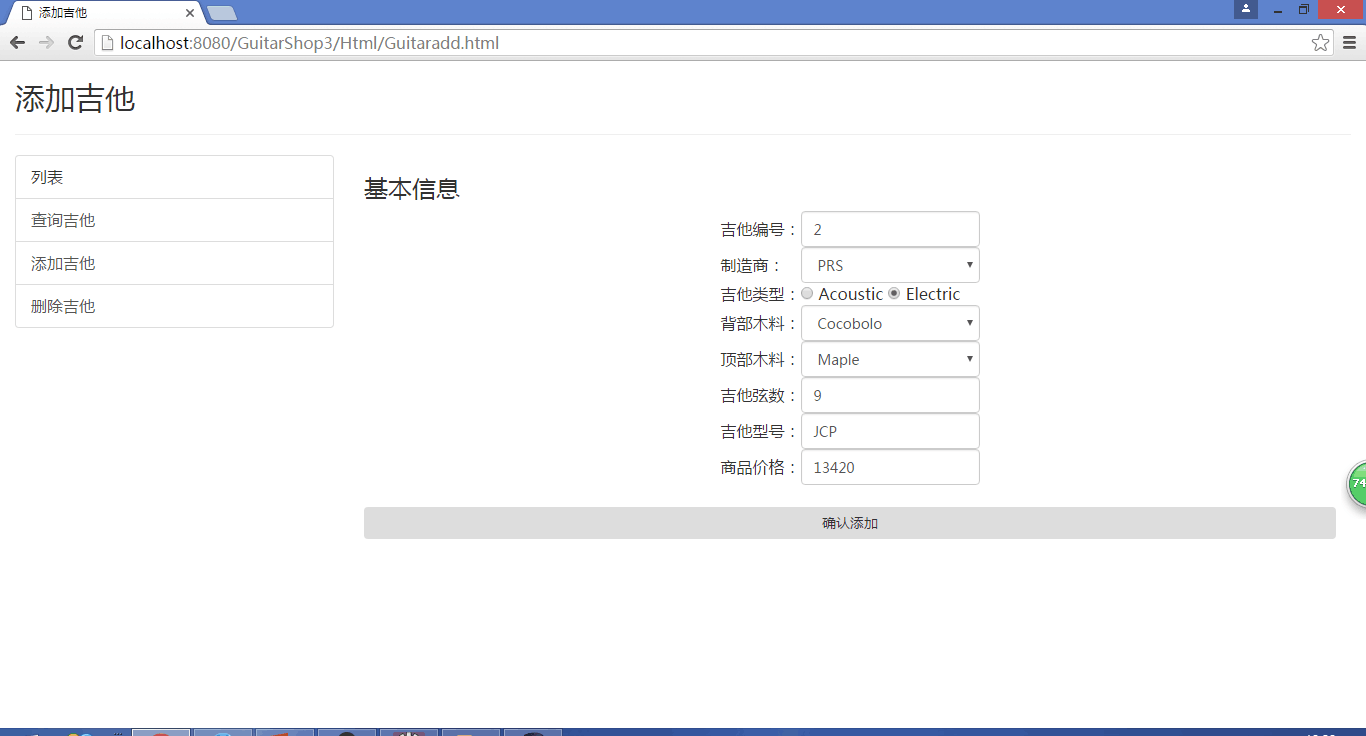 添加吉他
localhost:8080/GuitarShop3/Html/Guitaradd.html
添加吉他
列表
查询吉他
添加吉他
删除吉他
基本信息
吉他编号： 2
制造商： PRS
吉他类型： Acoustic Electric
背部木料： Cocobolo
顶部木料： Maple
吉他弦数： 9
吉他型号： JCP
商品价格： 13420
确认添加
74